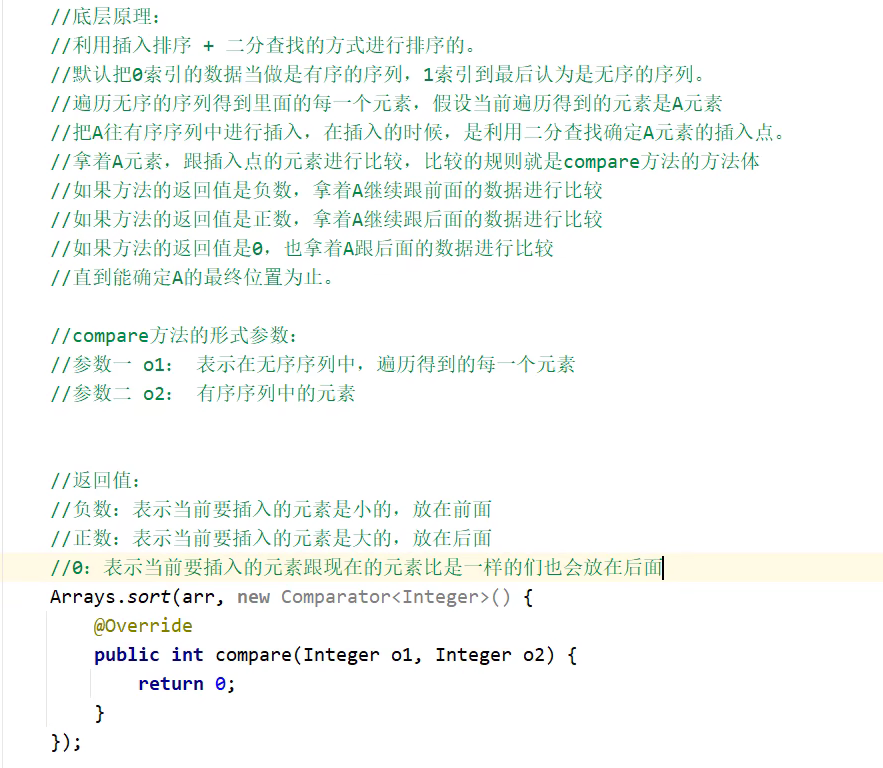 //底层原理：
//利用插入排序 + 二分查找的方式进行排序的。
//默认把0索引的数据当做是有序的序列，1索引到最后认为是无序的序列。
//遍历无序的序列得到里面的每一个元素，假设当前遍历得到的元素是A元素
//把A往有序序列中进行插入，在插入的时候，是利用二分查找确定A元素的插入点。
//拿着A元素，跟插入点的元素进行比较，比较的规则就是compare方法的方法体
//如果方法的返回值是负数，拿着A继续跟前面的数据进行比较
//如果方法的返回值是正数，拿着A继续跟后面的数据进行比较
//如果方法的返回值是0，也拿着A跟后面的数据进行比较
//直到能确定A的最终位置为止。
//compare方法的形式参数：
//参数一 o1： 表示在无序序列中，遍历得到的每一个元素
//参数二 o2： 有序序列中的元素
//返回值：
//负数：表示当前要插入的元素是小的，放在前面
//正数：表示当前要插入的元素是大的，放在后面
//0：表示当前要插入的元素跟现在的元素比是一样的们也会放在后面
Arrays.sort(arr, new Comparator<Integer>() {
    @Override
    public int compare(Integer o1, Integer o2) {
        return 0;
    }
});